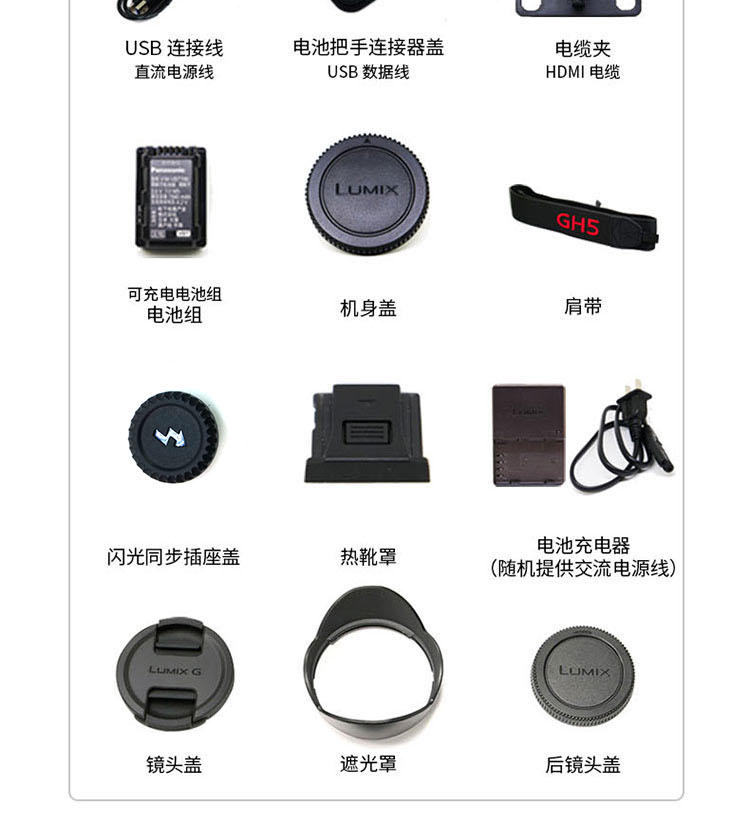 USB 连接线
直流电源线
电池把手连接器盖
USB 数据线
电缆夹
HDMI 电缆
Panasonic
LUMIX
GH5
可充电电池组
电池组
机身盖
肩带
闪光同步插座盖
热靴罩
电池充电器
（随机提供交流电源线）
LUMIX G
LUMIX
镜头盖
遮光罩
后镜头盖